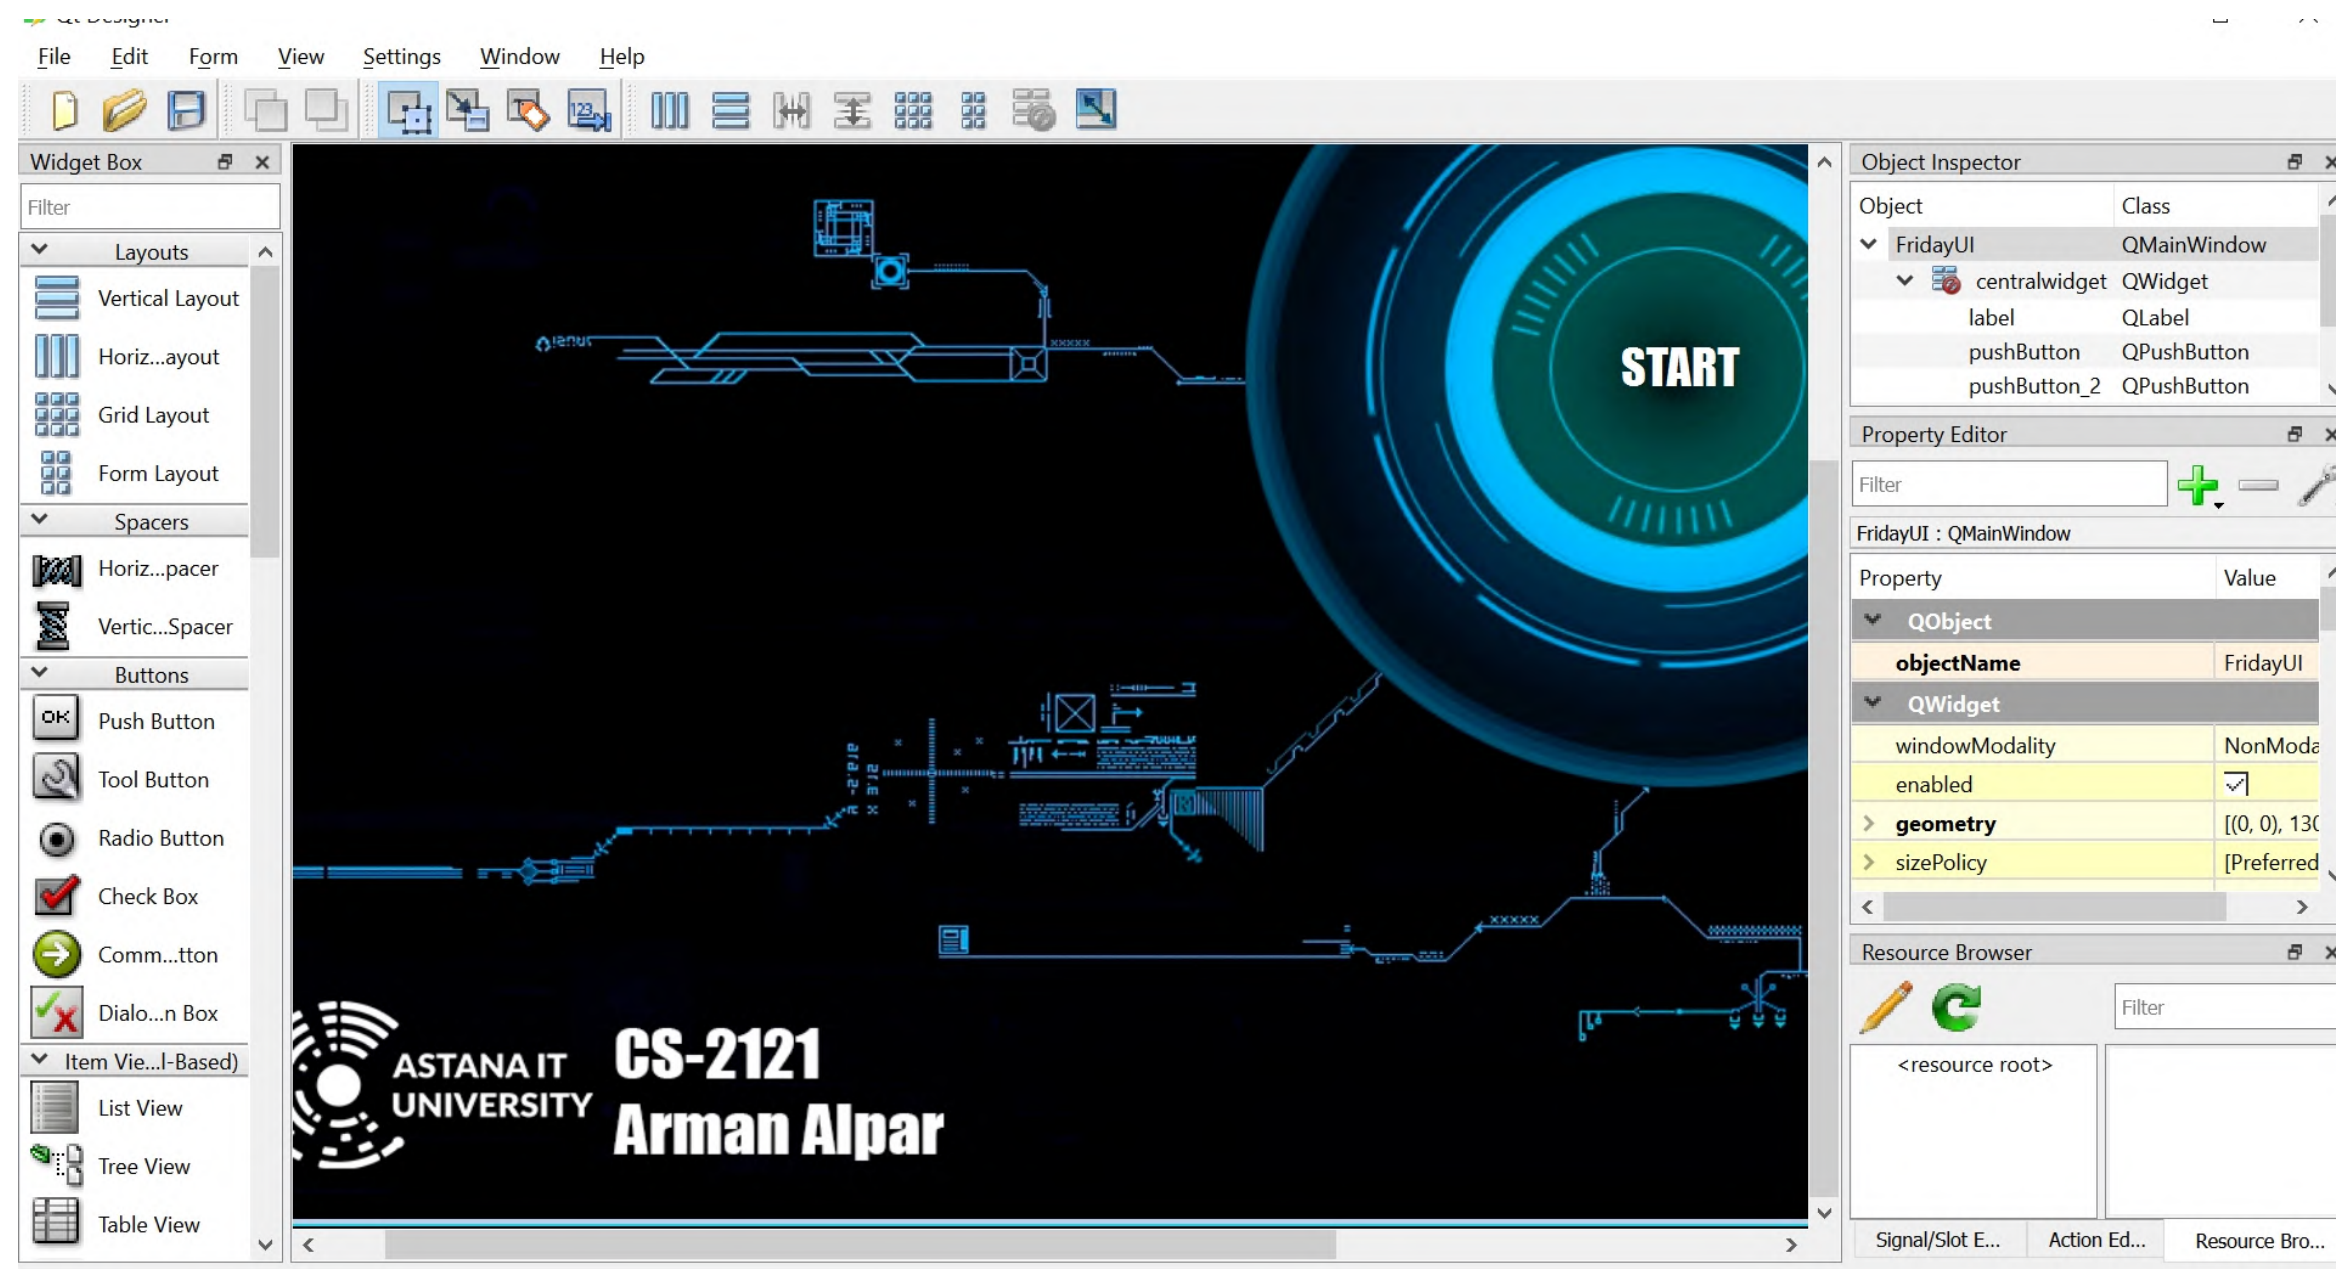 Qt Designer
File Edit Form View Settings Window Help
Widget Box
Filter
Layouts
Vertical Layout
Horiz...ayout
Grid Layout
Form Layout
Spacers
Horiz...pacer
Vertic...Spacer
Buttons
OK Push Button
Tool Button
Radio Button
Check Box
Comm...tton
Dialo...n Box
Item Vie...l-Based)
List View
Tree View
Table View
START
ASTANA IT
UNIVERSITY
CS-2121
Arman Alpar
Object Inspector
Object Class
FridayUI QMainWindow
centralwidget QWidget
label QLabel
pushButton QPushButton
pushButton_2 QPushButton
Property Editor
Filter
FridayUI : QMainWindow
Property Value
QObject
objectName FridayUI
QWidget
windowModality NonModa
enabled
geometry [(0, 0), 130
sizePolicy [Preferred
Resource Browser
Filter
<resource root>
Signal/Slot E... Action Ed... Resource Bro...